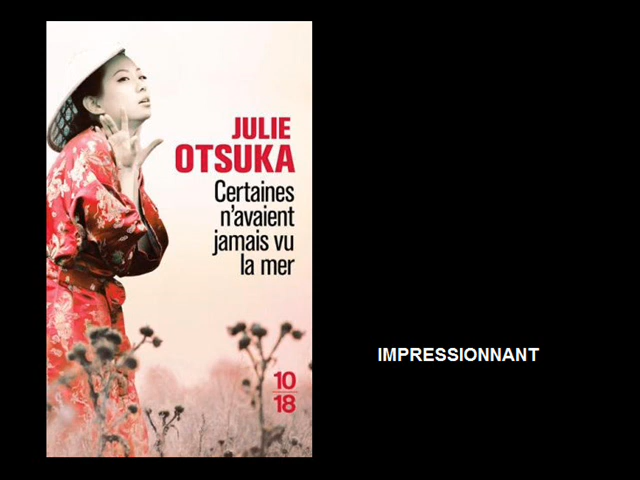 JULIE
OTSUKA
Certaines
n'avaient
jamais vu
la mer
10
18
IMPRESSIONNANT